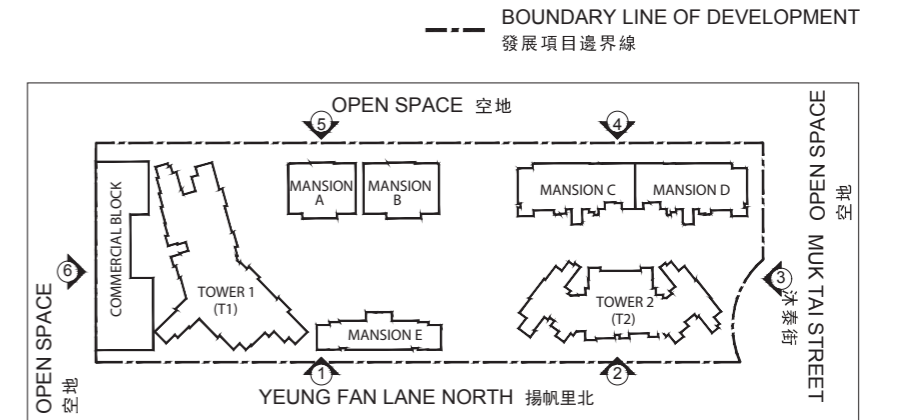 BOUNDARY LINE OF DEVELOPMENT
發展項目邊界線
OPEN SPACE 空地
5
4
MANSION A
MANSION B
MANSION C
MANSION D
COMMERCIAL BLOCK
TOWER 1
(T1)
TOWER 2
(T2)
MANSION E
6
OPEN SPACE
空地
3
MUK TAI STREET OPEN SPACE
沐泰街
空地
1
2
YEUNG FAN LANE NORTH 揚帆里北